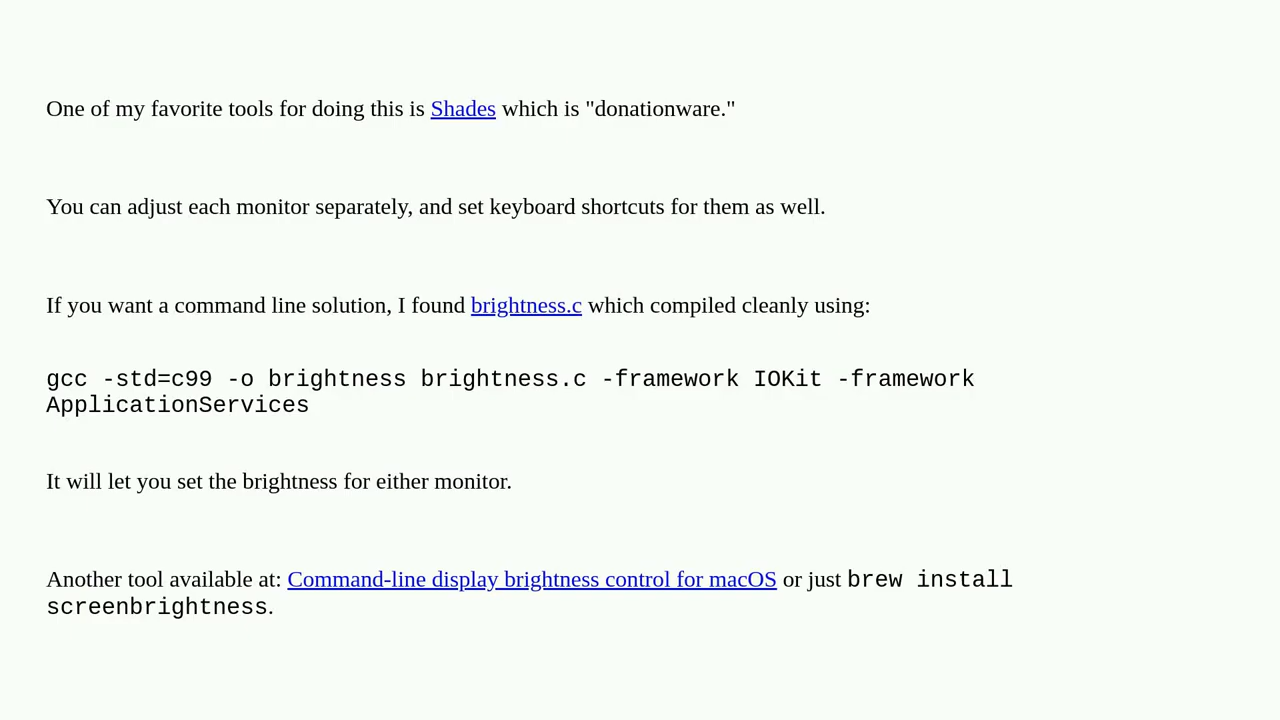 One of my favorite tools for doing this is Shades which is "donationware."
You can adjust each monitor separately, and set keyboard shortcuts for them as well.
If you want a command line solution, I found brightness.c which compiled cleanly using:
gcc -std=c99 -o brightness brightness.c -framework IOKit -framework
ApplicationServices
It will let you set the brightness for either monitor.
Another tool available at: Command-line display brightness control for macOS or just brew install
screenbrightness.